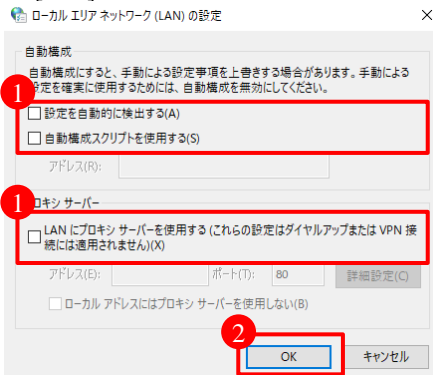 ローカル エリア ネットワーク (LAN) の設定
自動構成
自動構成にすると、手動による設定事項を上書きする場合があります。手動による
設定を確実に使用するためには、自動構成を無効にしてください。
1
設定を自動的に検出する(A)
自動構成スクリプトを使用する(S)
アドレス(R):
1
プロキシ サーバー
LAN にプロキシ サーバーを使用する (これらの設定はダイヤルアップまたは VPN 接
続には適用されません)(X)
アドレス(E): ポート(T): 80 詳細設定(C)
ローカル アドレスにはプロキシ サーバーを使用しない(B)
2
OK キャンセル